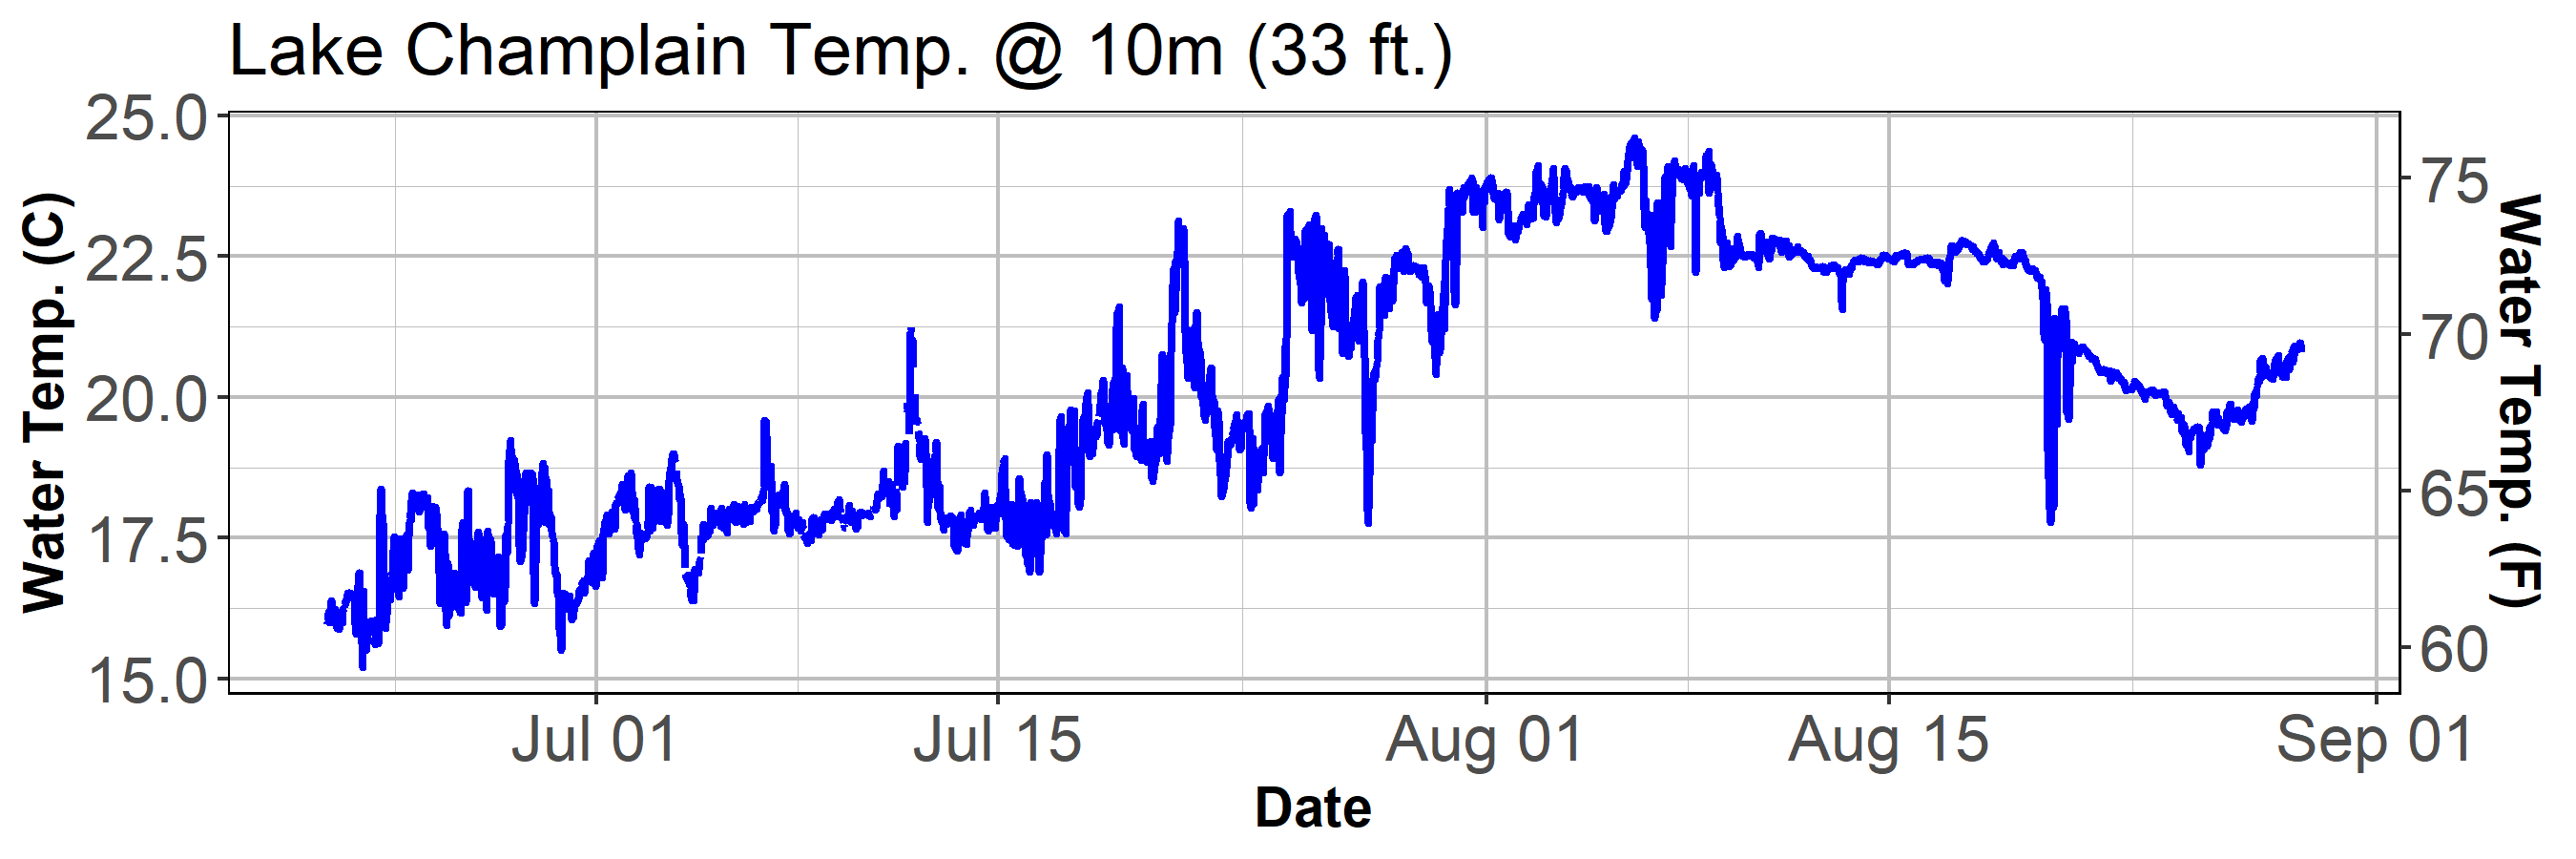 Lake Champlain Temp. @ 10m (33 ft.)
Water Temp. (C)
25.0
22.5
20.0
17.5
15.0
75
70
65
60
Water Temp. (F)
Jul 01 Jul 15 Aug 01 Aug 15 Sep 01
Date